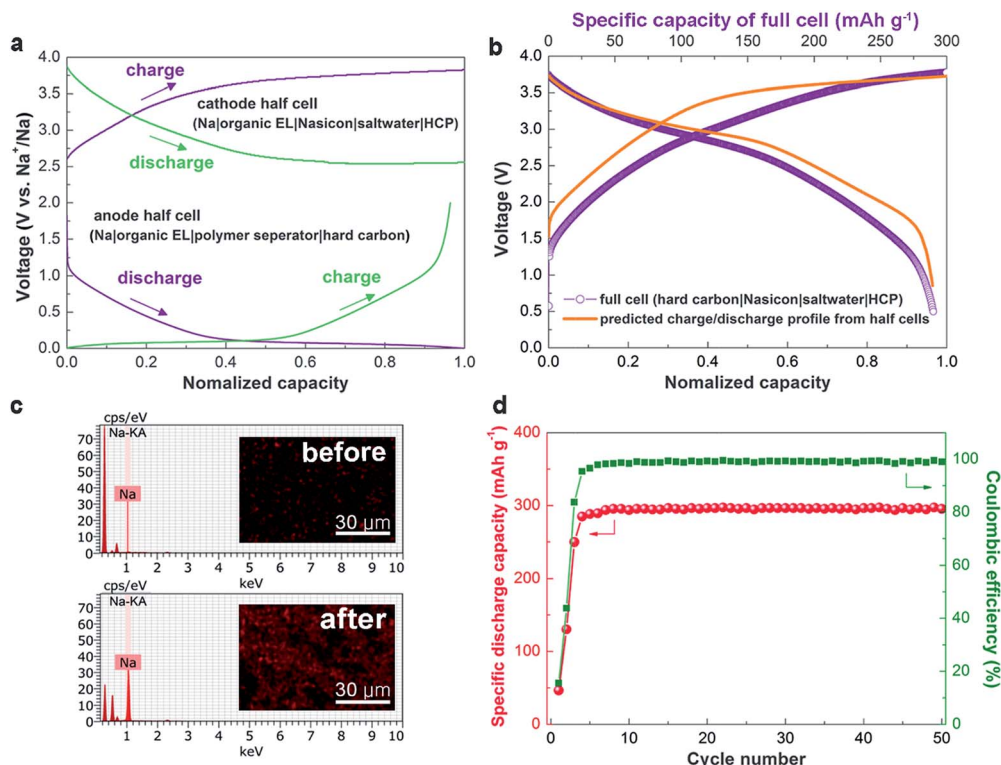 a
Voltage (V vs. Na+/Na)
4.0
3.5
3.0
2.5
2.0
1.5
1.0
0.5
0.0
charge
cathode half cell
(Na|organic EL|Nasicon|saltwater|HCP)
discharge
anode half cell
(Na|organic EL|polymer seperator|hard carbon)
discharge
charge
0.0 0.2 0.4 0.6 0.8 1.0
Nomalized capacity
b
Specific capacity of full cell (mAh g-1)
0 50 100 150 200 250 300
Voltage (V)
4.0
3.5
3.0
2.5
2.0
1.5
1.0
0.5
0.0
full cell (hard carbon|Nasicon|saltwater|HCP)
predicted charge/discharge profile from half cells
0.0 0.2 0.4 0.6 0.8 1.0
Nomalized capacity
c
cps/eV
Na-KA
70
60
50
40
30
20
10
0
Na
before
30 µm
1 2 3 4 5 6 7 8 9 10
keV
cps/eV
Na-KA
70
60
50
40
30
20
10
0
Na
after
30 µm
1 2 3 4 5 6 7 8 9 10
keV
d
Specific discharge capacity (mAh g-1)
400
300
200
150
100
50
0
100
80
60
40
20
0
Coulombic efficiency (%)
0 10 20 30 40 50
Cycle number